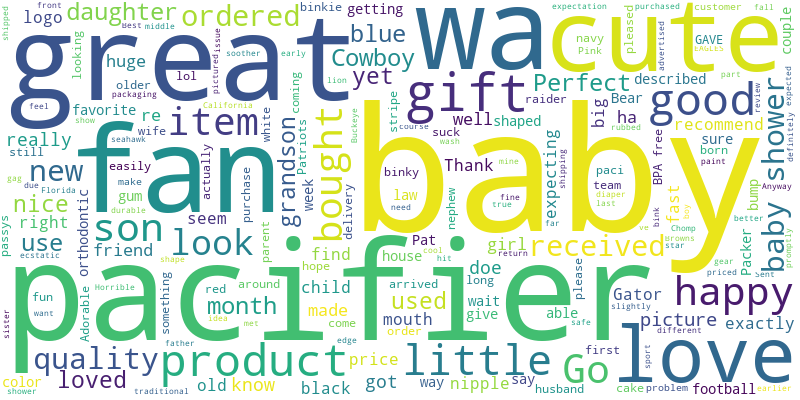 front
logo
daughter
ordered
binkie
getting
expectation
purchased
customer
fall
shipped
Best
middle
great
wa
cute
blue
navy
Pink
pleased
GAVE
EAGLES
couple
looking
soother
early
issue
pictured
Cowboy
advertised
huge
lol
older
packaging
yet
gift
Perfect
described
part
expected
lion
feel
California
favorite
re
item
white
coming
stripe
raider
big
Bear
good
review
definitely
show
wife
Patriots
well
shaped
ha
rubbed
recommend
really
seahawk
Buckeye
course
suck
wash
sure
still
fan
baby
born
paint
baby shower
easily
actually
grandson
bought
binky
Thank
mine
expecting
shipping
paci
team
BPA free
Anyway
gag
new
due
Florida
make
gum
durable
purchase
week
delivery
law
need
fine
true
diaper
last
fast
bump
nice
passys
right
orthodontic
son
seem
nephew
far
bink
ve
toy
Chomp
better
use
ecstatic
friend
look
parent
find
Pat
house
cool
hit
girl
return
received
Browns
star
Packer
promptly
pacifier
shape
hope
doe
long
please
gear
priced
Sent
Adorable
Horrible
something
red
around
child
arrived
wait
give
able
safe
Gator
slightly
happy
fun
want
month
idea
met
made
come
used
mouth
order
picture
different
exactly
sister
father
edge
first
little
Go
love
sport
quality
product
price
color
loved
old
know
black
got
way
nipple
say
husband
cake
problem
football
earlier
shower
traditional